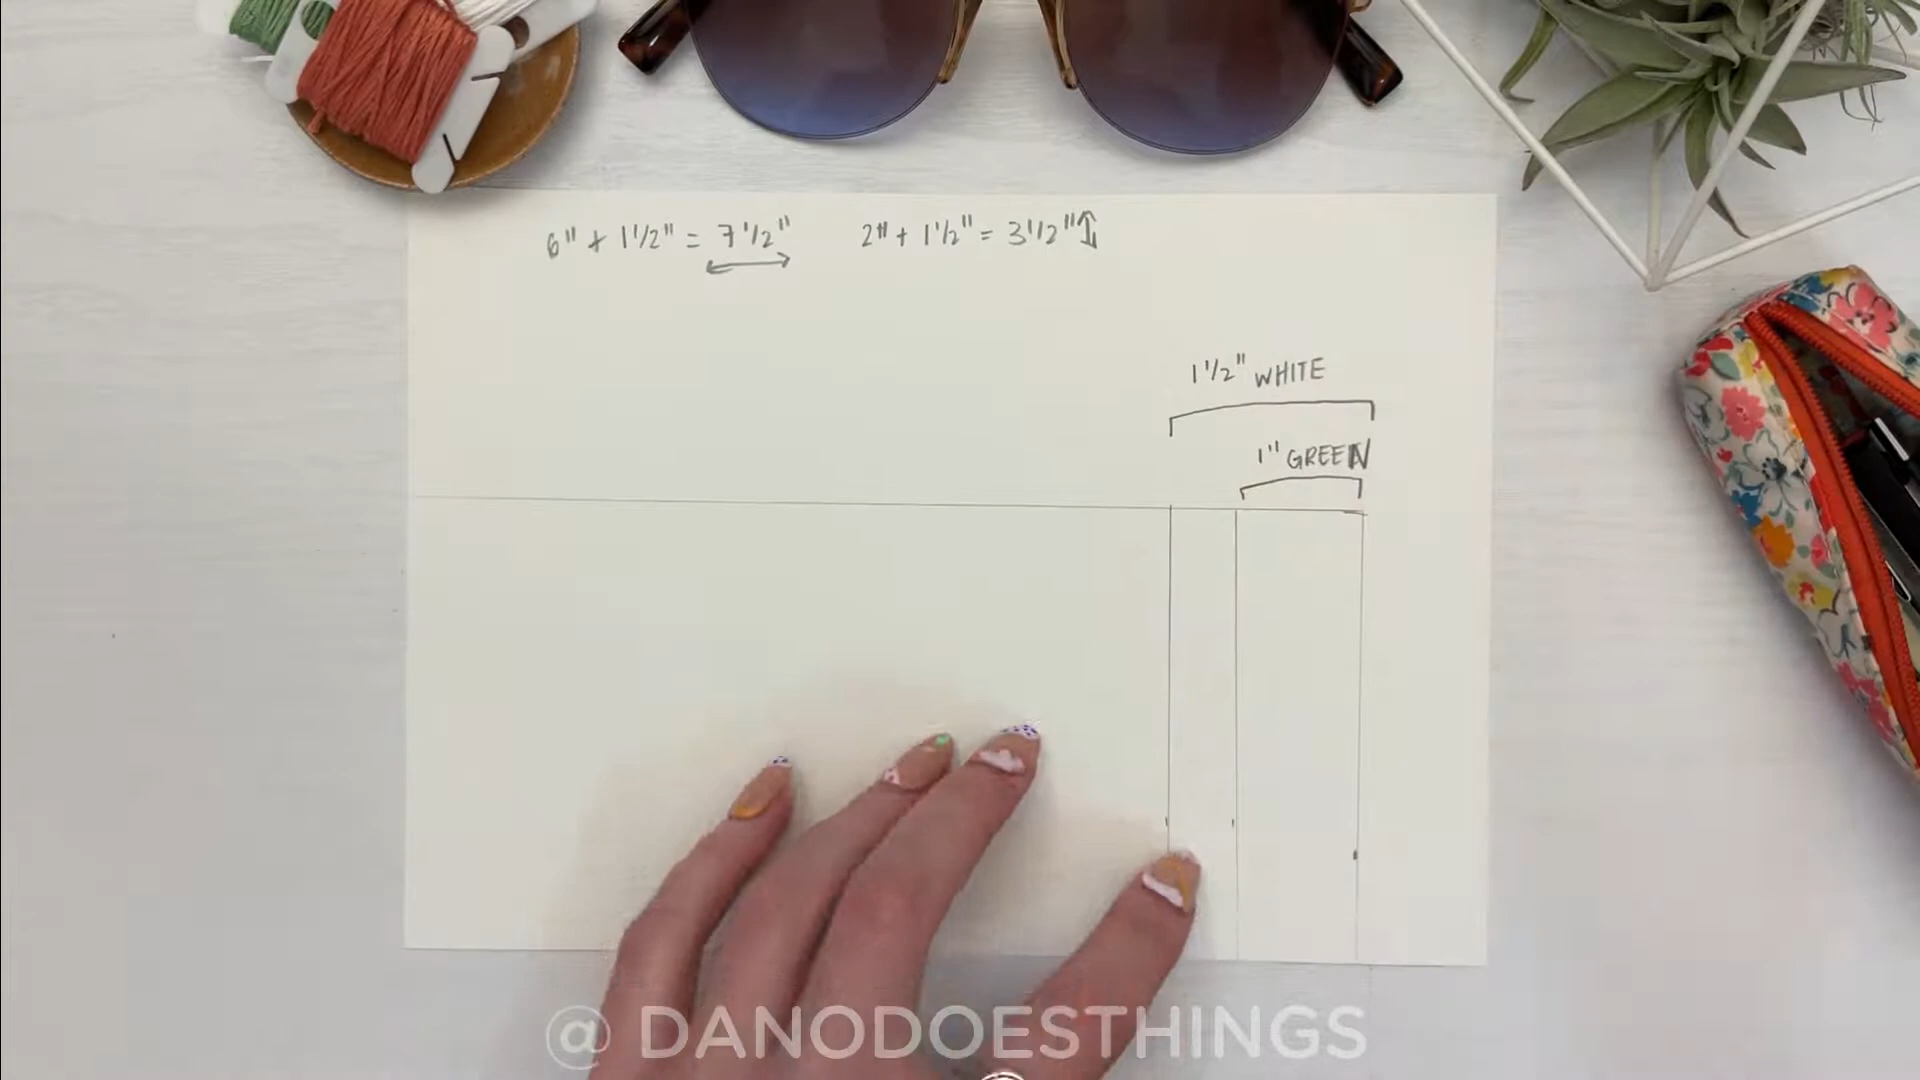 6" + 1 1/2" = 7 1/2"
2" + 1 1/2" = 3 1/2"
1 1/2" WHITE
1" GREEN
@DANODOESTHINGS